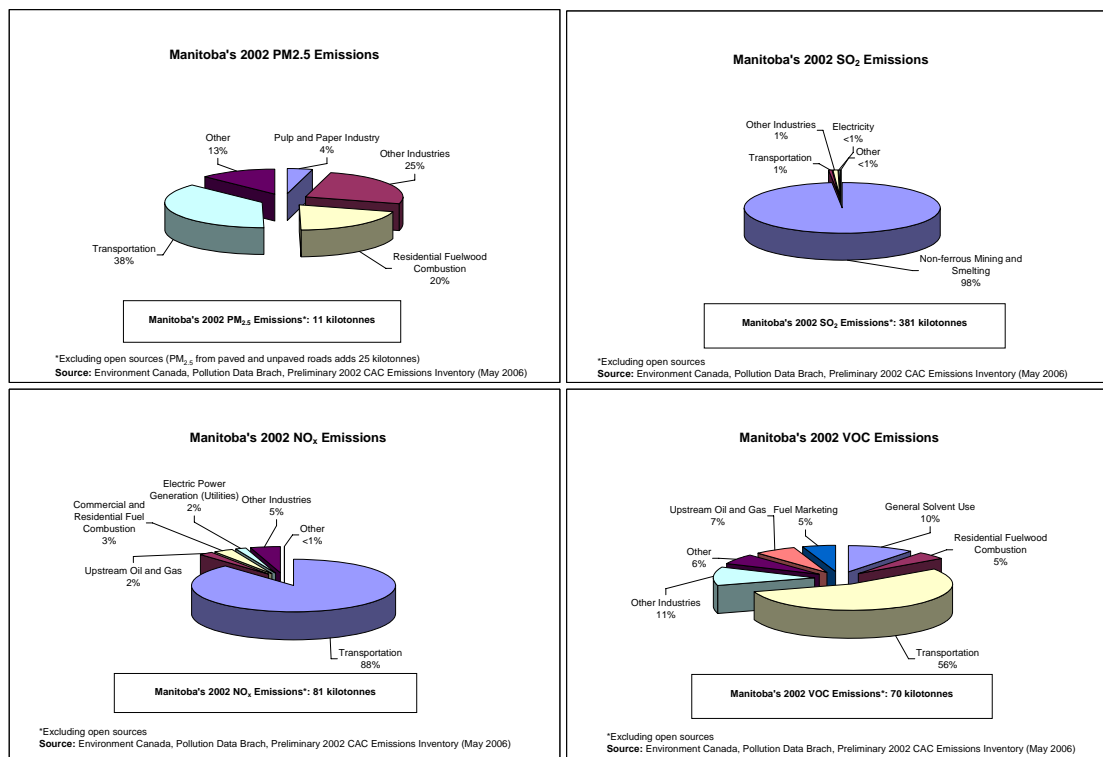 Manitoba's 2002 PM2.5 Emissions
Other
13%
Pulp and Paper Industry
4%
Other Industries
25%
Transportation
38%
Residential Fuelwood
Combustion
20%
Manitoba's 2002 PM2.5 Emissions*: 11 kilotonnes
*Excluding open sources (PM2.5 from paved and unpaved roads adds 25 kilotonnes)
Source: Environment Canada, Pollution Data Brach, Preliminary 2002 CAC Emissions Inventory (May 2006)
Manitoba's 2002 SO2 Emissions
Other Industries
1%
Electricity
<1%
Transportation
1%
Other
<1%
Non-ferrous Mining and
Smelting
98%
Manitoba's 2002 SO2 Emissions*: 381 kilotonnes
*Excluding open sources
Source: Environment Canada, Pollution Data Brach, Preliminary 2002 CAC Emissions Inventory (May 2006)
Manitoba's 2002 NOx Emissions
Electric Power
Generation (Utilities)
2%
Commercial and
Residential Fuel
Combustion
3%
Other Industries
5%
Other
<1%
Upstream Oil and Gas
2%
Transportation
88%
Manitoba's 2002 NOx Emissions*: 81 kilotonnes
*Excluding open sources
Source: Environment Canada, Pollution Data Brach, Preliminary 2002 CAC Emissions Inventory (May 2006)
Manitoba's 2002 VOC Emissions
Upstream Oil and Gas
7%
Fuel Marketing
5%
General Solvent Use
10%
Residential Fuelwood
Combustion
5%
Other
6%
Other Industries
11%
Transportation
56%
Manitoba's 2002 VOC Emissions*: 70 kilotonnes
*Excluding open sources
Source: Environment Canada, Pollution Data Brach, Preliminary 2002 CAC Emissions Inventory (May 2006)